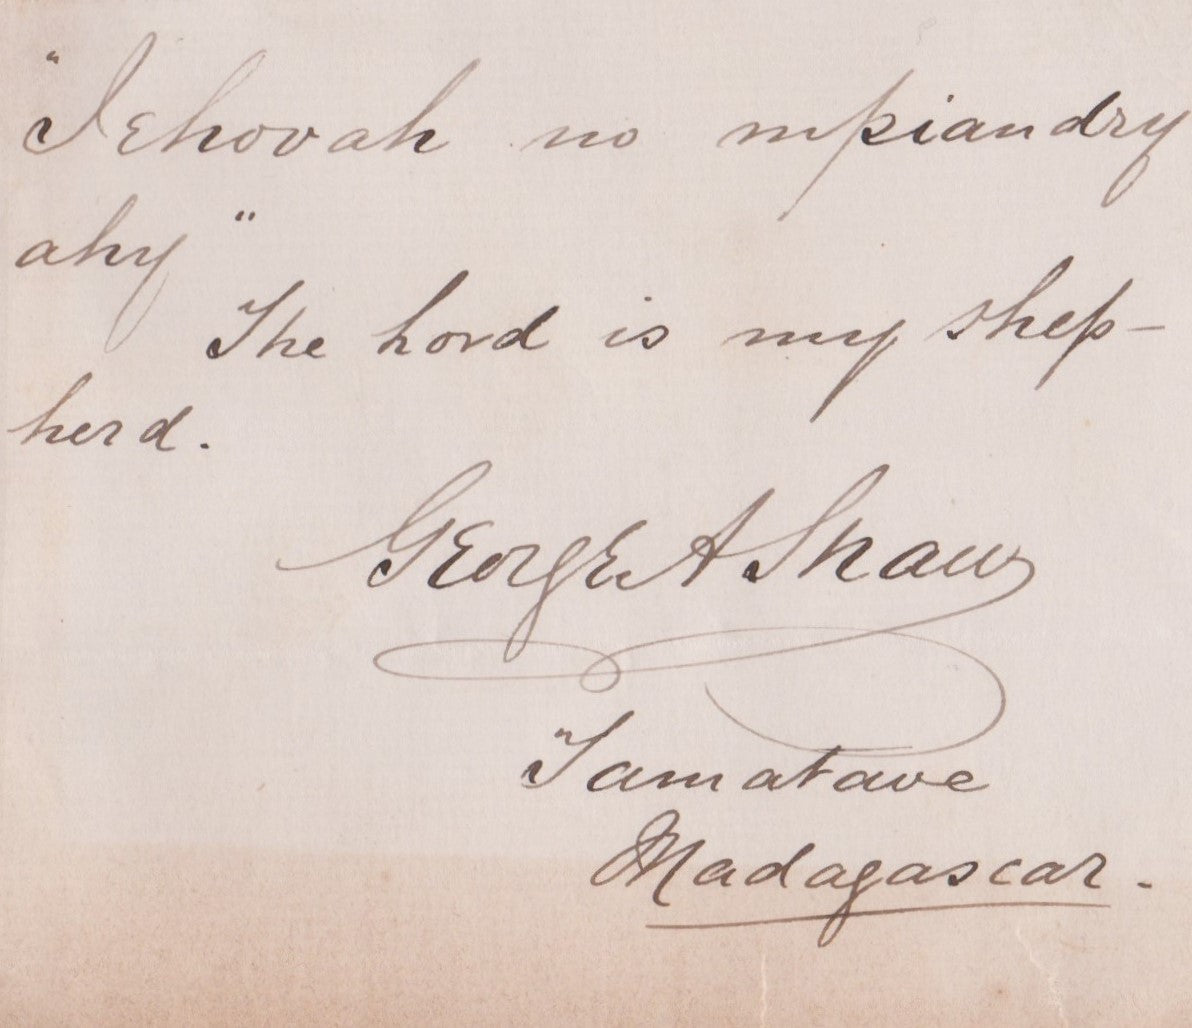 "Jehovah no mpiandry
ahy"
The Lord is my shep-
herd.
George A Shaw
Tamatave
Madagascar.